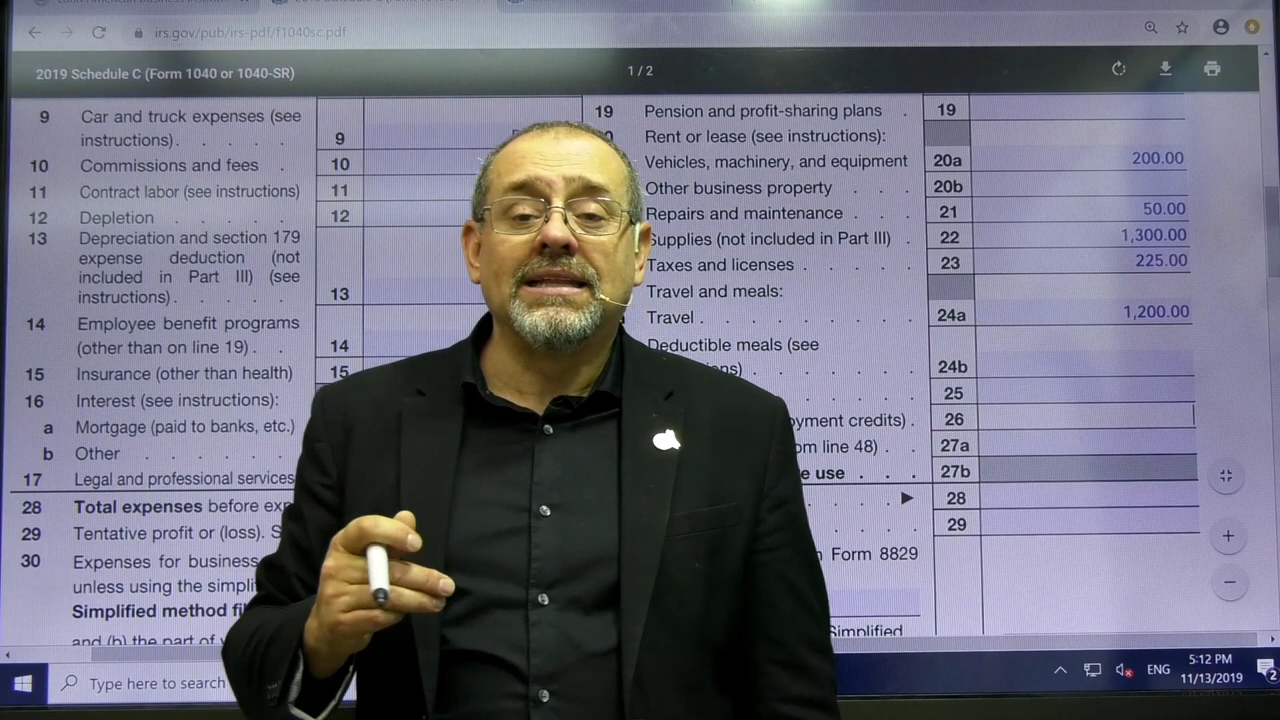 irs.gov/pub/irs-pdf/f1040sc.pdf
2019 Schedule C (Form 1040 or 1040-SR)
1 / 2
9 Car and truck expenses (see
instructions). . . . . 9
10 Commissions and fees . 10
11 Contract labor (see instructions) 11
12 Depletion . . . . . 12
13 Depreciation and section 179
expense deduction (not
included in Part III) (see
instructions). . . . . 13
14 Employee benefit programs
(other than on line 19) . . 14
15 Insurance (other than health) 15
16 Interest (see instructions):
a Mortgage (paid to banks, etc.)
b Other . . . . . .
17 Legal and professional services
19 Pension and profit-sharing plans . 19
Rent or lease (see instructions):
Vehicles, machinery, and equipment 20a 200.00
Other business property . . . 20b
Repairs and maintenance . . . 21 50.00
Supplies (not included in Part III) . 22 1,300.00
Taxes and licenses . . . . . 23 225.00
Travel and meals:
Travel . . . . . . . . . 24a 1,200.00
Deductible meals (see
. . . . . . . 24b
25
credits) . 26
line 48) . . 27a
use . . . 27b
28 Total expenses before 28
29 Tentative profit or (loss). 29
30 Expenses for business
Form 8829
unless using the
Simplified method
Simplified
and (b) the part of
Type here to search
ENG
5:12 PM
11/13/2019
2